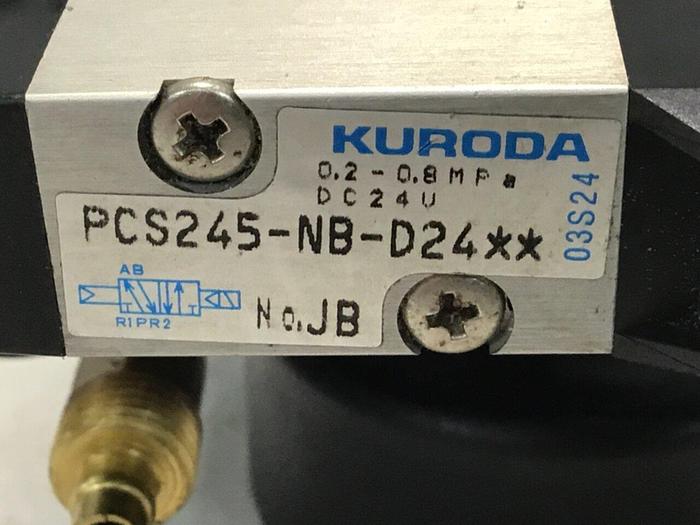 KURODA
0.2-0.8MPa
DC24V
03S24
PCS245-NB-D24**
AB
R1PR2
No.JB